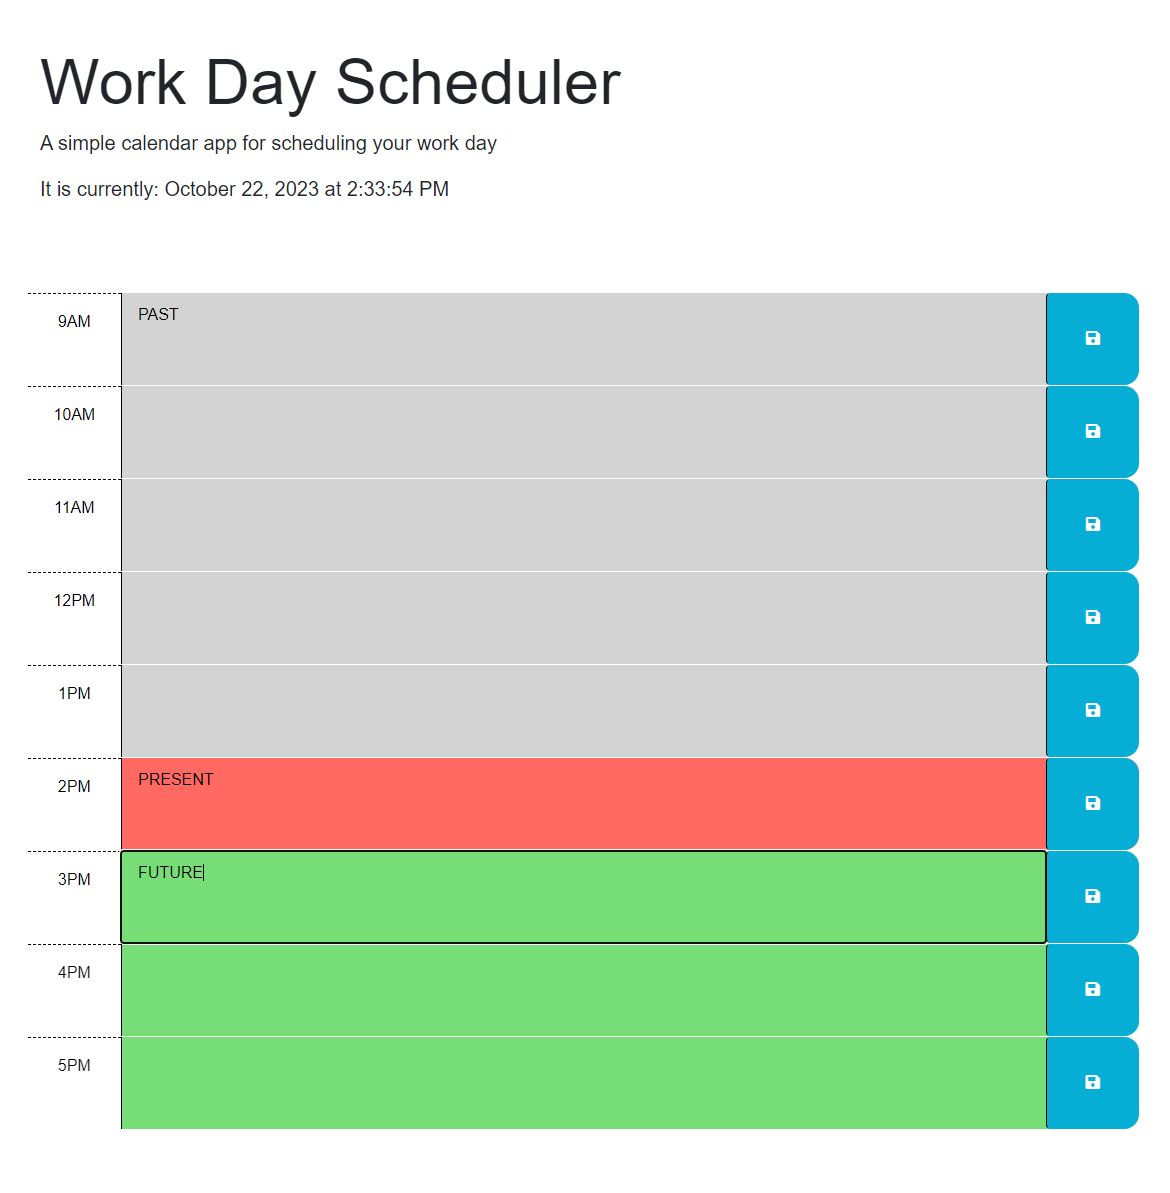 Work Day Scheduler
A simple calendar app for scheduling your work day
It is currently: October 22, 2023 at 2:33:54 PM
9AM PAST
10AM
11AM
12PM
1PM
2PM PRESENT
3PM FUTURE
4PM
5PM